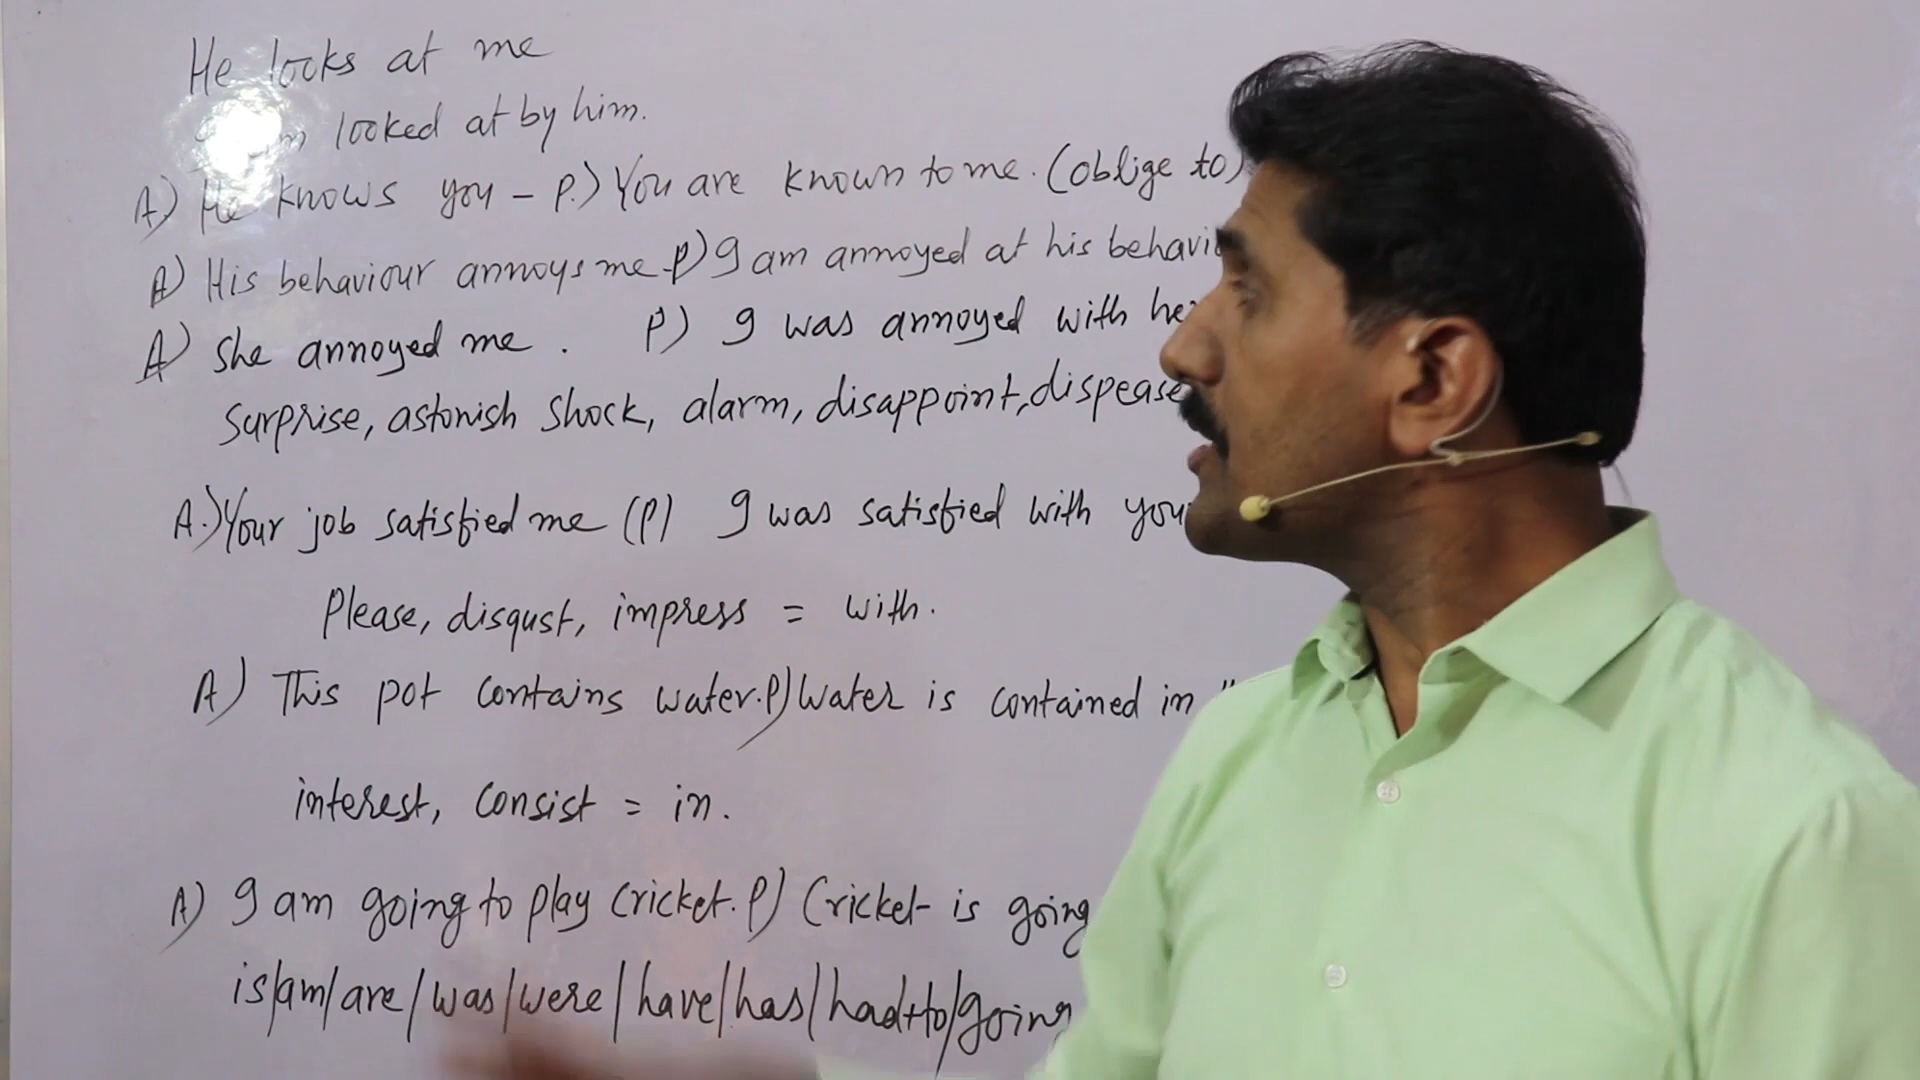 He looks at me
looked at by him.
A) He knows you - P.) You are known to me. (oblige to)
A) His behaviour annoys me P) I am annoyed at his behavi
A) She annoyed me. P) I was annoyed with her
surprise, astonish shock, alarm, disappoint, dispease
A.) Your job satisfied me (P) I was satisfied with you
Please, disqust, impress = with.
A) This pot contains water. P) Water is contained in
interest, consist = in.
A) I am going to play cricket. P) Cricket is going
is/am/are/was/were/have/has/had+to/going